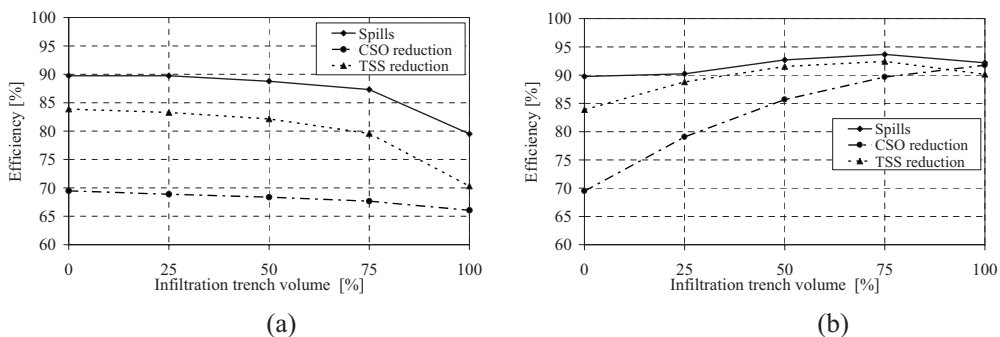 100
95
90
85
80
75
70
65
60
Efficiency [%]
0 25 50 75 100
Infiltration trench volume [%]
Spills
CSO reduction
TSS reduction
(a)
100
95
90
85
80
75
70
65
60
Efficiency [%]
0 25 50 75 100
Infiltration trench volume [%]
Spills
CSO reduction
TSS reduction
(b)